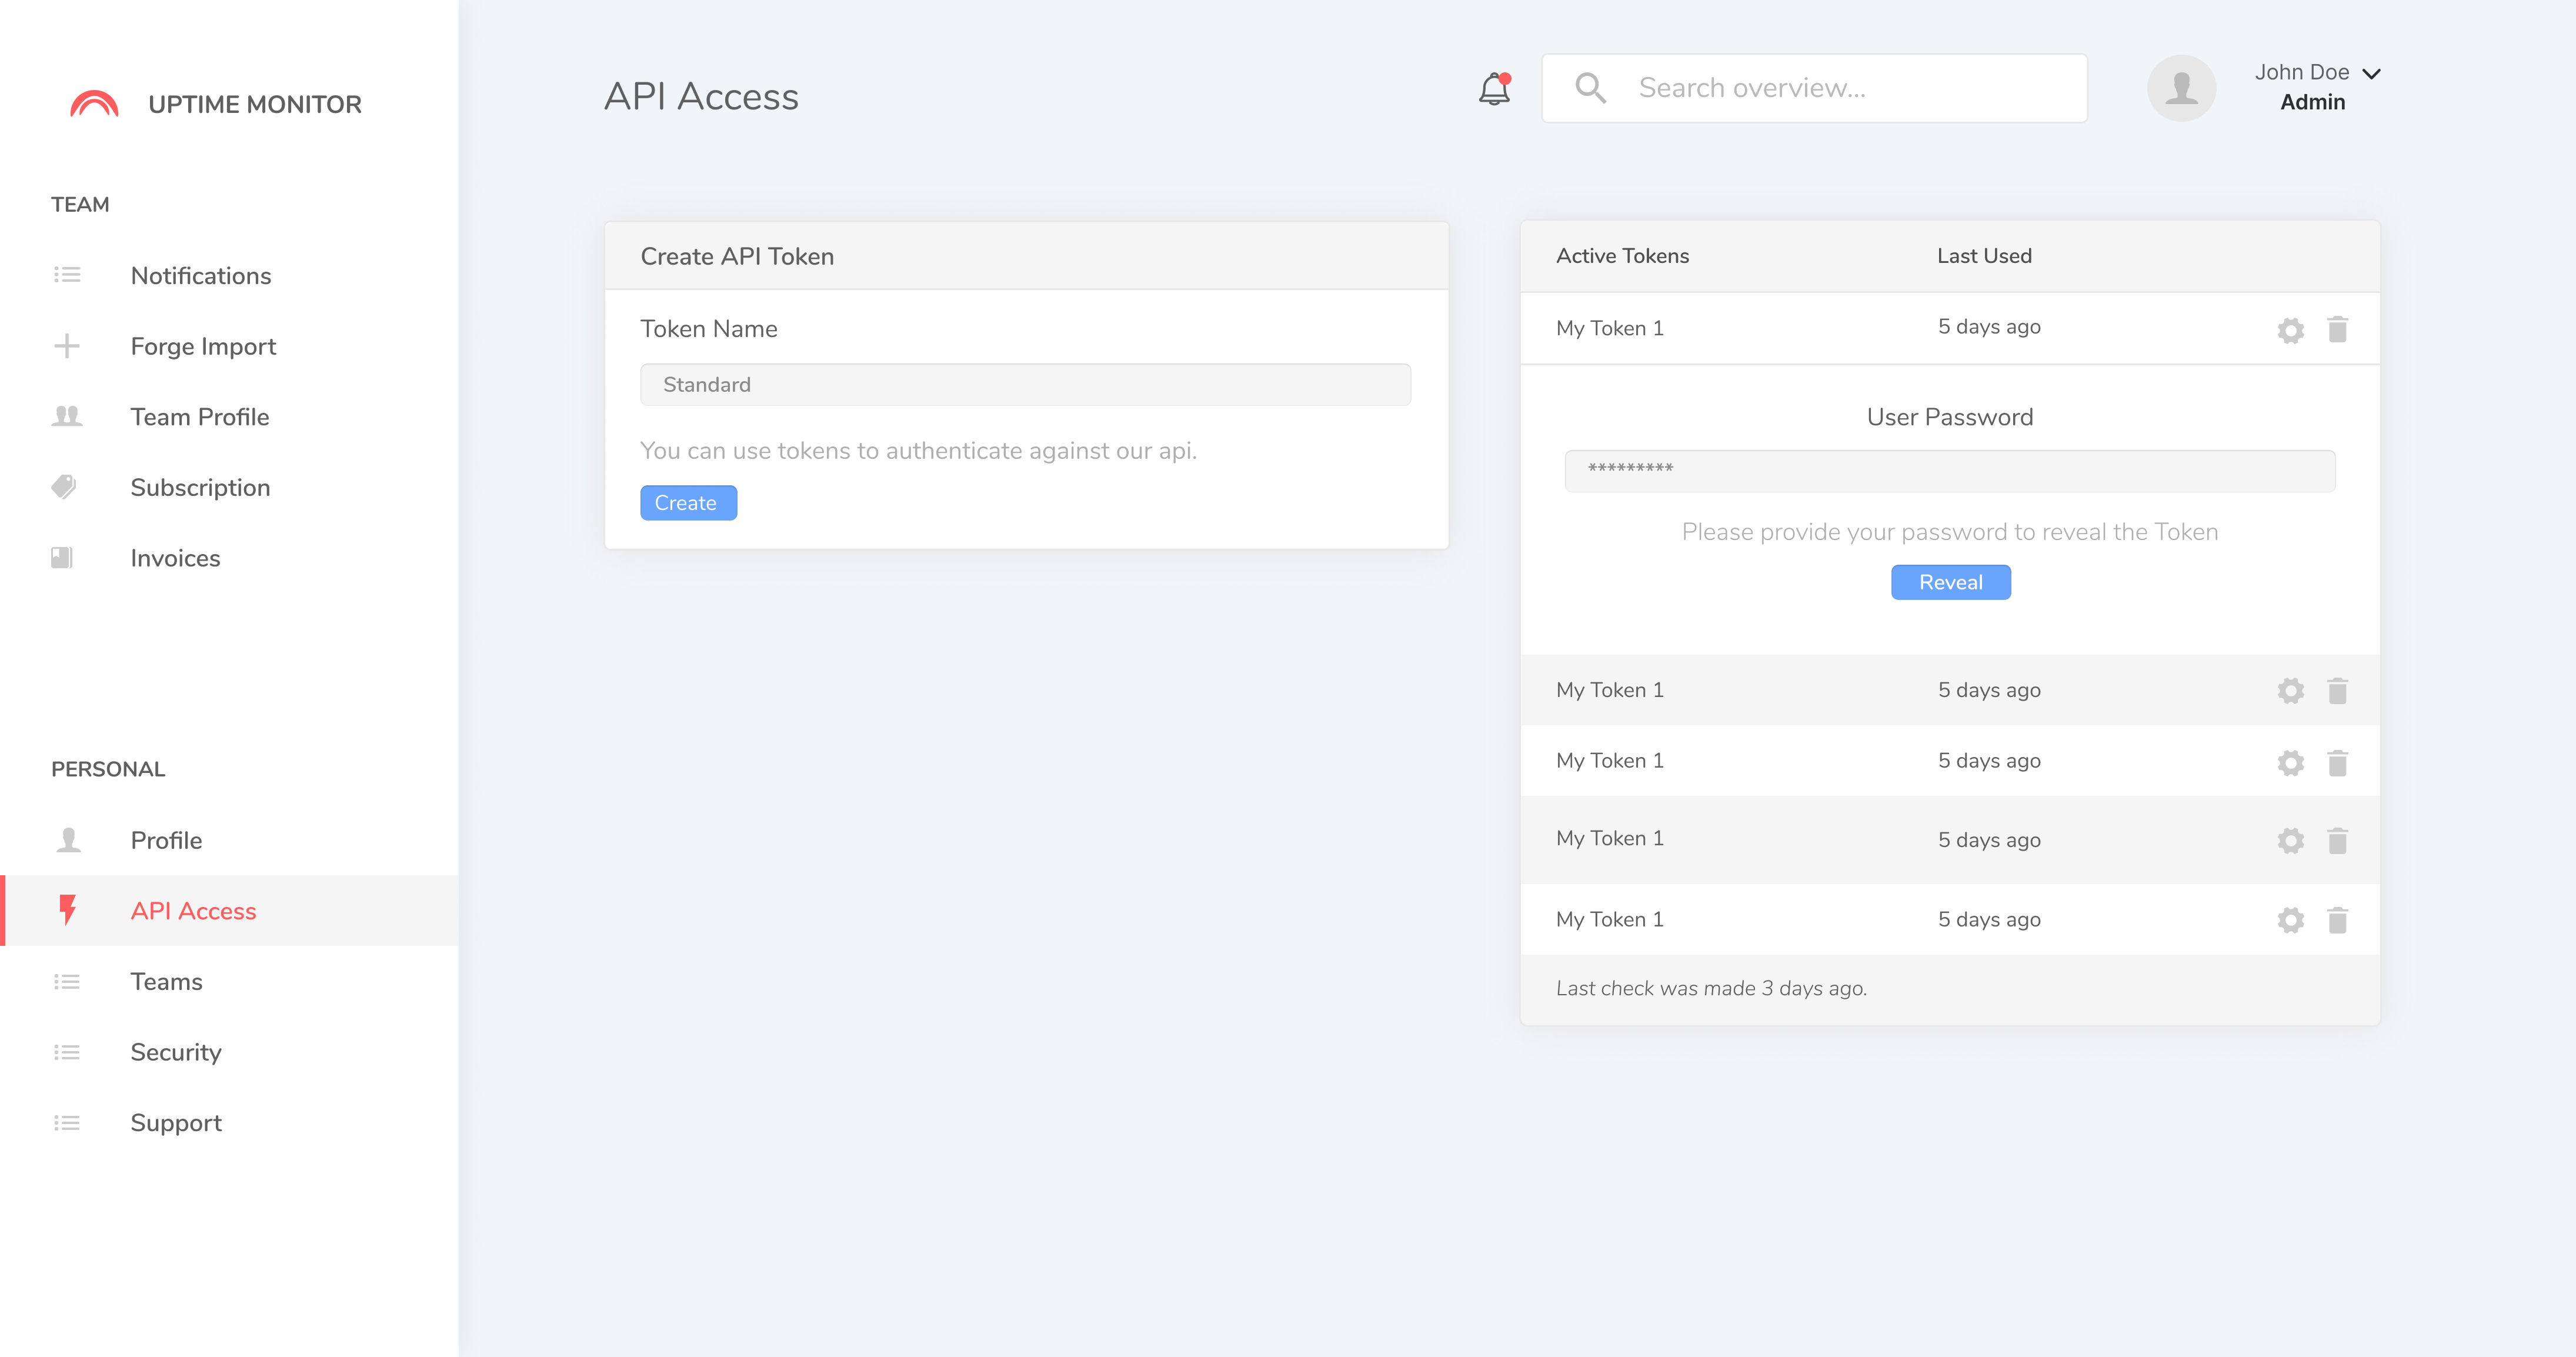 UPTIME MONITOR
TEAM
Notifications
Forge Import
Team Profile
Subscription
Invoices
PERSONAL
Profile
API Access
Teams
Security
Support
API Access
Search overview...
John Doe
Admin
Create API Token
Token Name
Standard
You can use tokens to authenticate against our api.
Create
Active Tokens Last Used
My Token 1 5 days ago
User Password
*********
Please provide your password to reveal the Token
Reveal
My Token 1 5 days ago
My Token 1 5 days ago
My Token 1 5 days ago
My Token 1 5 days ago
Last check was made 3 days ago.